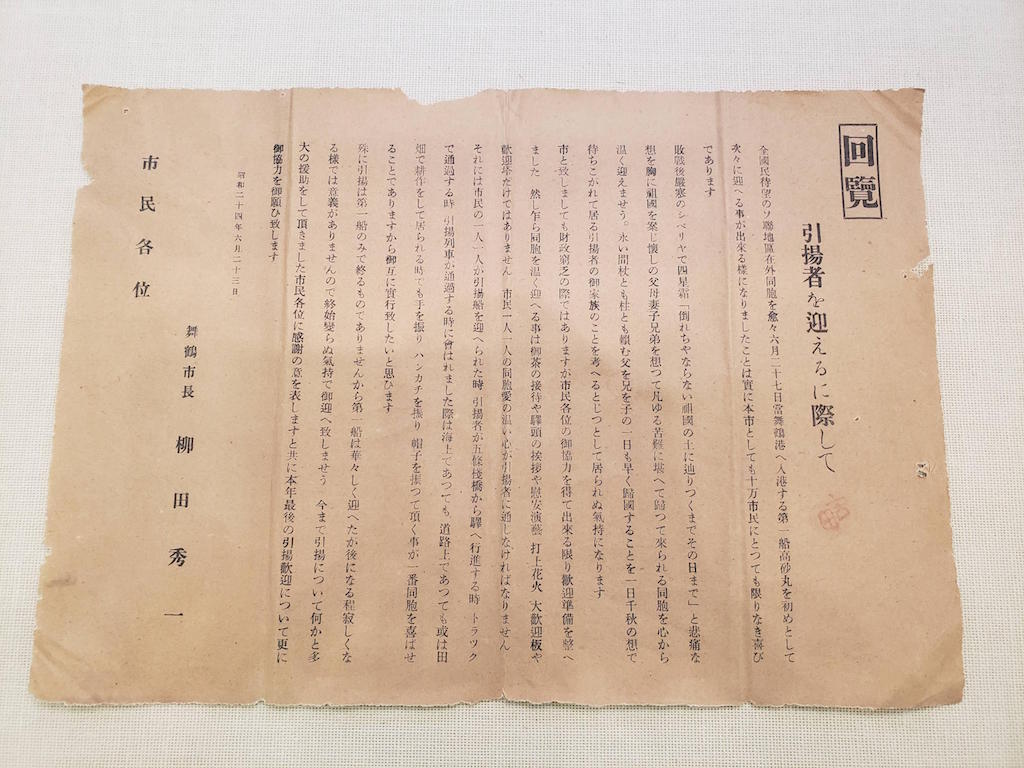 回覽
引揚者を迎えるに際して
全國民待望のソ聯地區在外同胞を愈々六月二十七日當舞鶴港へ入港する第一船高砂丸を初めとして
次々に迎へる事が出來る樣になりましたことは實に本市としても十万市民にとつても限りなき喜び
であります
敗戰後嚴寒のシベリヤで四星霜「倒れちやならない祖國の土に辿りつくまでその日まで」と悲痛な
想を胸に祖國を案じ懷しの父母妻子兄弟を想つて凡ゆる苦難に堪へて歸つて來られる同胞を心から
温く迎えませう。永い間杖とも柱とも賴む父を兄を子の一日も早く歸國することを一日千秋の想で
待ちこがれて居る引揚者の御家族のことを考へるとじつとして居られぬ氣持になります
市と致しましても財政窮乏の際ではありますが市民各位の御協力を得て出來る限り歡迎準備を整へ
ました 然し乍ら同胞を温く迎へる事は御茶の接待や驛頭の挨拶や慰安演藝 打上花火 大歡迎板や
歡迎塔だけではありません 市民一人一人の同胞愛の温い心が引揚者に通じなければなりません
それには市民の一人一人が引揚船を迎へられた時 引揚者が五條棧橋から驛へ行進する時 トラツク
で通過する時 引揚列車が通過する時に會はれました際は海上であつても 道路上であつても或は田
畑で耕作をして居られる時でも手を振り ハンカチを振り 帽子を振つて頂く事が一番同胞を喜ばせ
ることでありますから御互に實行致したいと思ひます
殊に引揚は第一船のみで終るものでありませんから第一船は華々しく迎へたが後になる程寂しくな
る樣では意義がありませんので終始變らぬ氣持で御迎へ致しませう 今まで引揚について何かと多
大の援助をして頂きました市民各位に感謝の意を表しますと共に本年最後の引揚歡迎について更に
御協力を御願ひ致します
昭和二十四年六月二十三日
舞鶴市長 柳田秀一
市民各位